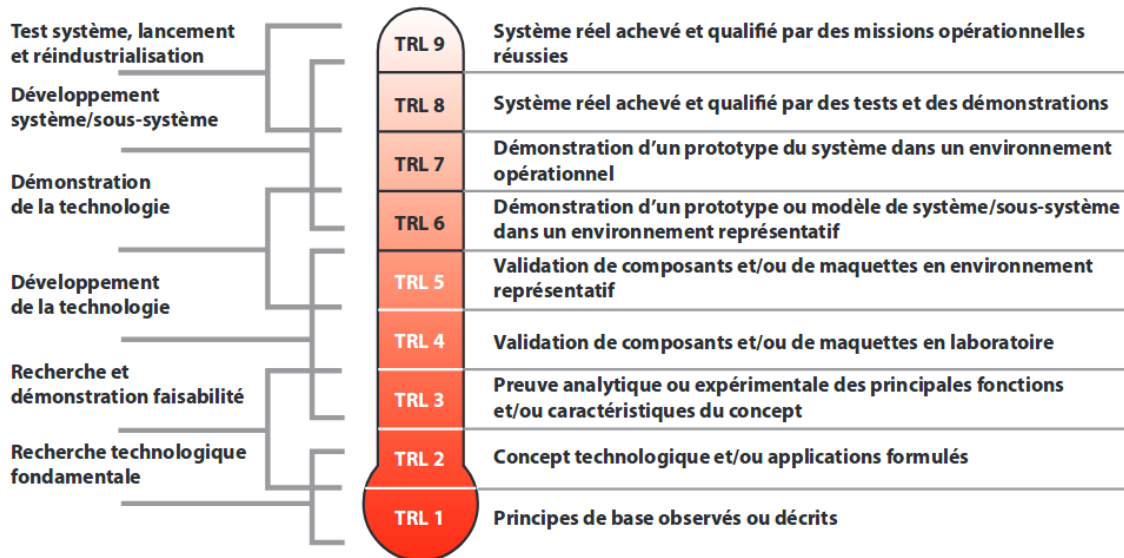 Test système, lancement
et réindustrialisation
Développement
système/sous-système
Démonstration
de la technologie
Développement
de la technologie
Recherche et
démonstration faisabilité
Recherche technologique
fondamentale
TRL 9
Système réel achevé et qualifié par des missions opérationnelles
réussies
TRL 8
Système réel achevé et qualifié par des tests et des démonstrations
TRL 7
Démonstration d’un prototype du système dans un environnement
opérationnel
TRL 6
Démonstration d’un prototype ou modèle de système/sous-système
dans un environnement représentatif
TRL 5
Validation de composants et/ou de maquettes en environnement
représentatif
TRL 4
Validation de composants et/ou de maquettes en laboratoire
TRL 3
Preuve analytique ou expérimentale des principales fonctions
et/ou caractéristiques du concept
TRL 2
Concept technologique et/ou applications formulés
TRL 1
Principes de base observés ou décrits